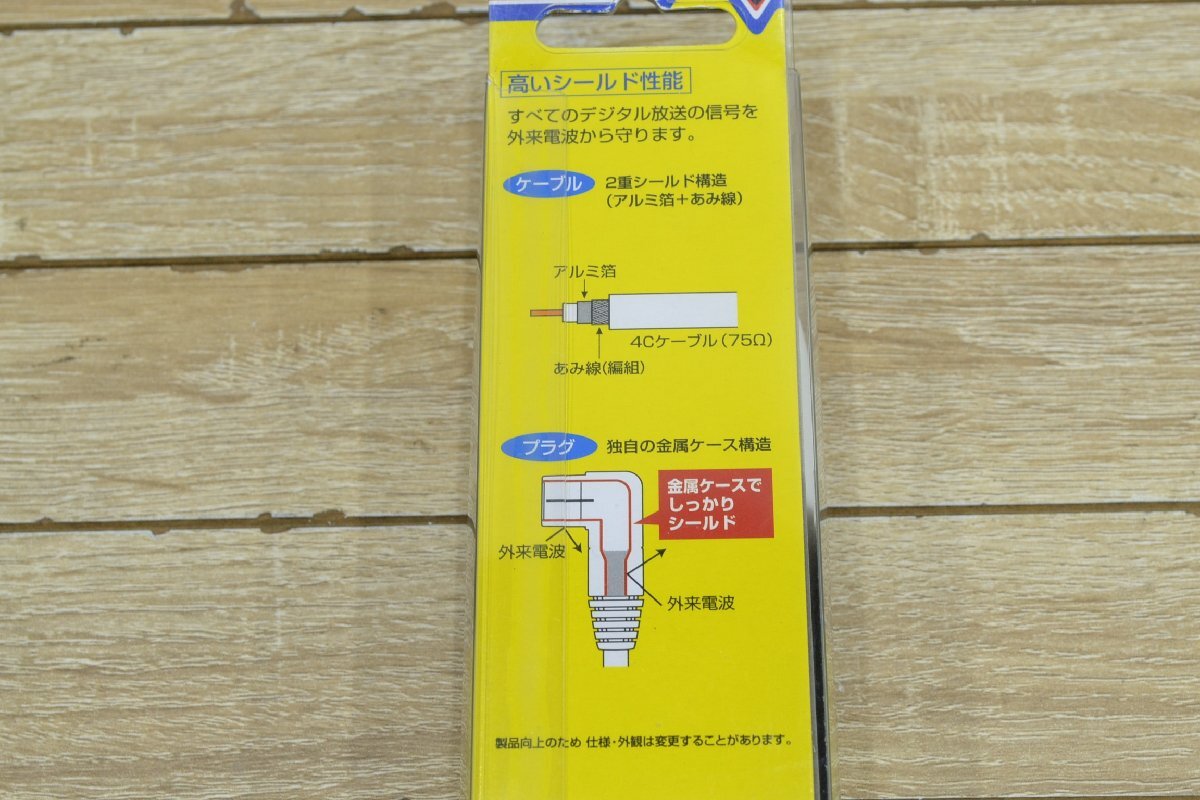 高いシールド性能
すべてのデジタル放送の信号を
外来電波から守ります。
ケーブル 2重シールド構造
(アルミ箔+あみ線)
アルミ箔
4Cケーブル(75Ω)
あみ線(編組)
プラグ 独自の金属ケース構造
金属ケースで
しっかり
シールド
外来電波
外来電波
製品向上のため 仕様・外観は変更することがあります。